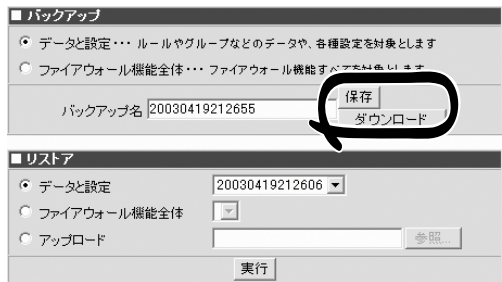 ■ バックアップ
データと設定・・・ ルールやグループなどのデータや、各種設定を対象とします
ファイアウォール機能全体・・・ ファイアウォール機能すべてを対象とします
バックアップ名 20030419212655 保存
ダウンロード
■ リストア
データと設定 20030419212606
ファイアウォール機能全体
アップロード 参照...
実行